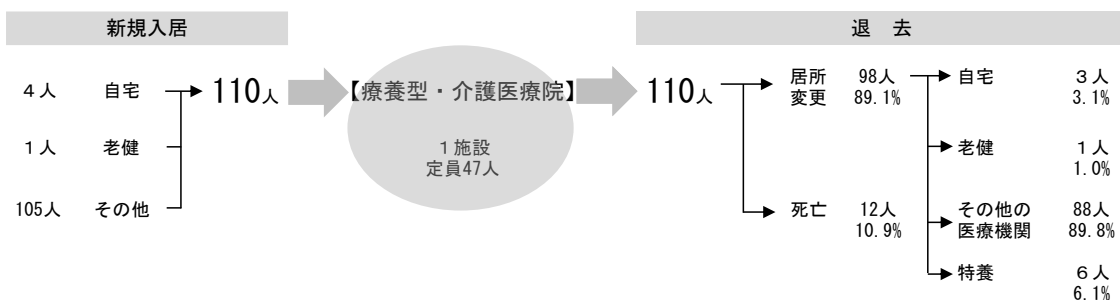 新規入居
退 去
4人 自宅
1人 老健
105人 その他
110人
【療養型・介護医療院】
1施設
定員47人
110人
居所
変更
98人
89.1%
死亡
12人
10.9%
自宅
3人
3.1%
老健
1人
1.0%
その他の
医療機関
88人
89.8%
特養
6人
6.1%